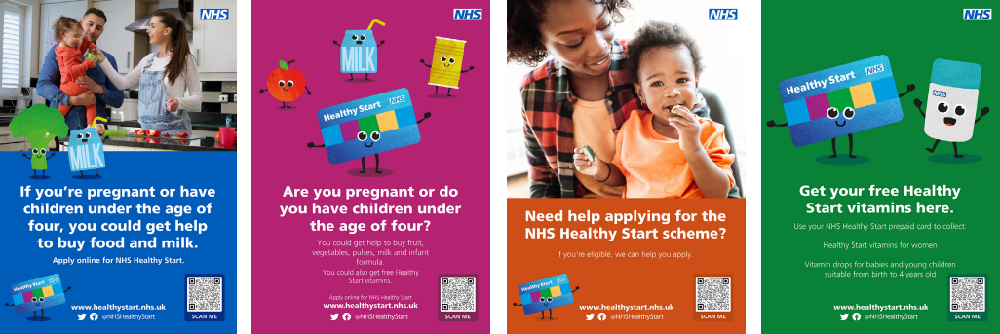 NHS
MILK
If you're pregnant or have
children under the age of
four, you could get help
to buy food and milk.
Apply online for NHS Healthy Start.
Healthy Start
www.healthystart.nhs.uk
@NHSHealthyStart
SCAN ME
NHS
MILK
Healthy Start
NHS
Are you pregnant or do
you have children under
the age of four?
You could get help to buy fruit,
vegetables, pulses, milk and infant
formula.
You could also get free Healthy
Start vitamins.
Apply online for NHS Healthy Start
www.healthystart.nhs.uk
@NHSHealthyStart
SCAN ME
NHS
Need help applying for the
NHS Healthy Start scheme?
If you're eligible, we can help you apply.
Healthy Start
www.healthystart.nhs.uk
@NHSHealthyStart
SCAN ME
NHS
Healthy Start
NHS
NHS
Get your free Healthy
Start vitamins here.
Use your NHS Healthy Start prepaid card to collect:
Healthy Start vitamins for women
Vitamin drops for babies and young children
suitable from birth to 4 years old
www.healthystart.nhs.uk
@NHSHealthyStart
SCAN ME